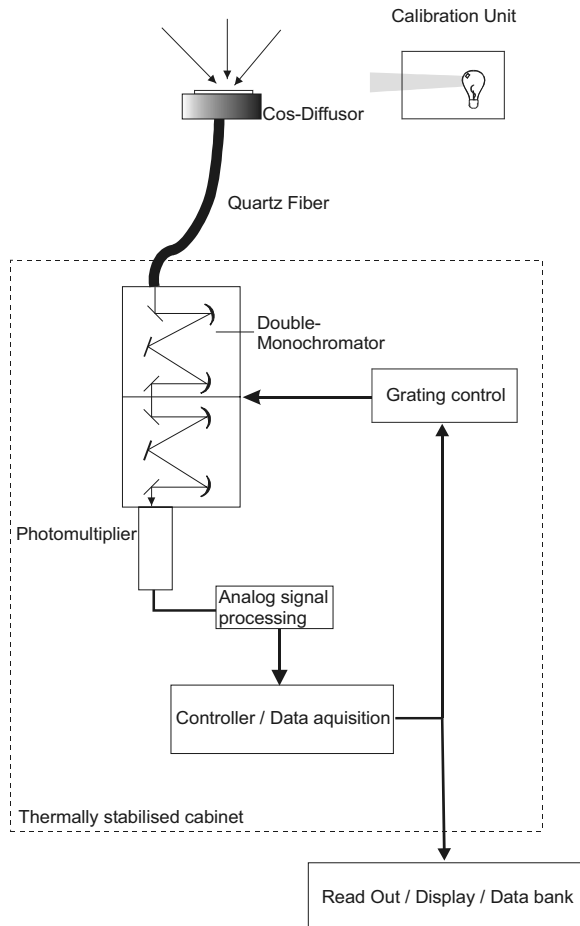 Calibration Unit
Cos-Diffusor
Quartz Fiber
Double-
Monochromator
Grating control
Photomultiplier
Analog signal
processing
Controller / Data aquisition
Thermally stabilised cabinet
Read Out / Display / Data bank